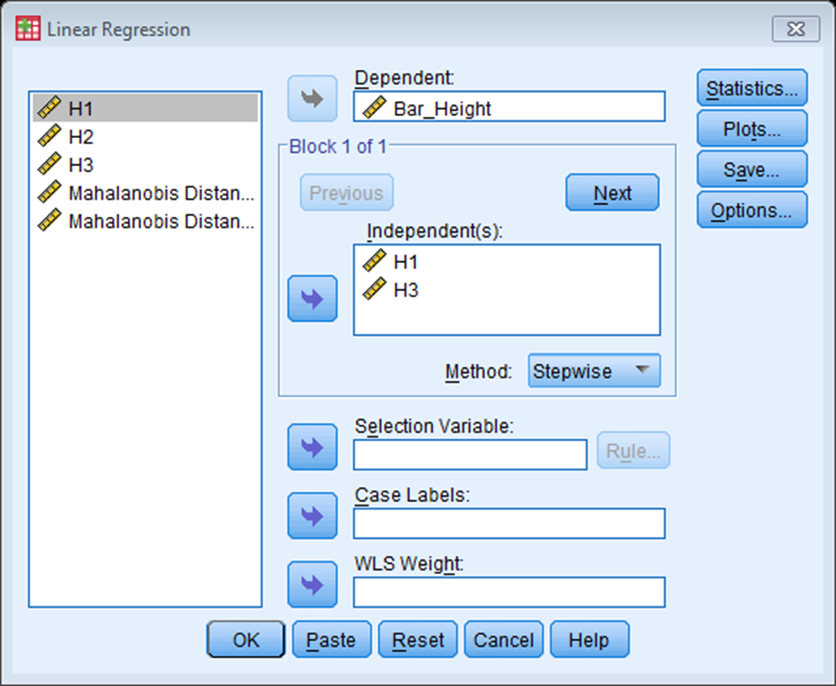 Linear Regression
H1
H2
H3
Mahalanobis Distan...
Mahalanobis Distan...
Dependent:
Bar_Height
Block 1 of 1
Previous
Next
Independent(s):
H1
H3
Method:
Stepwise
Selection Variable:
Rule...
Case Labels:
WLS Weight:
Statistics...
Plots...
Save...
Options...
OK
Paste
Reset
Cancel
Help